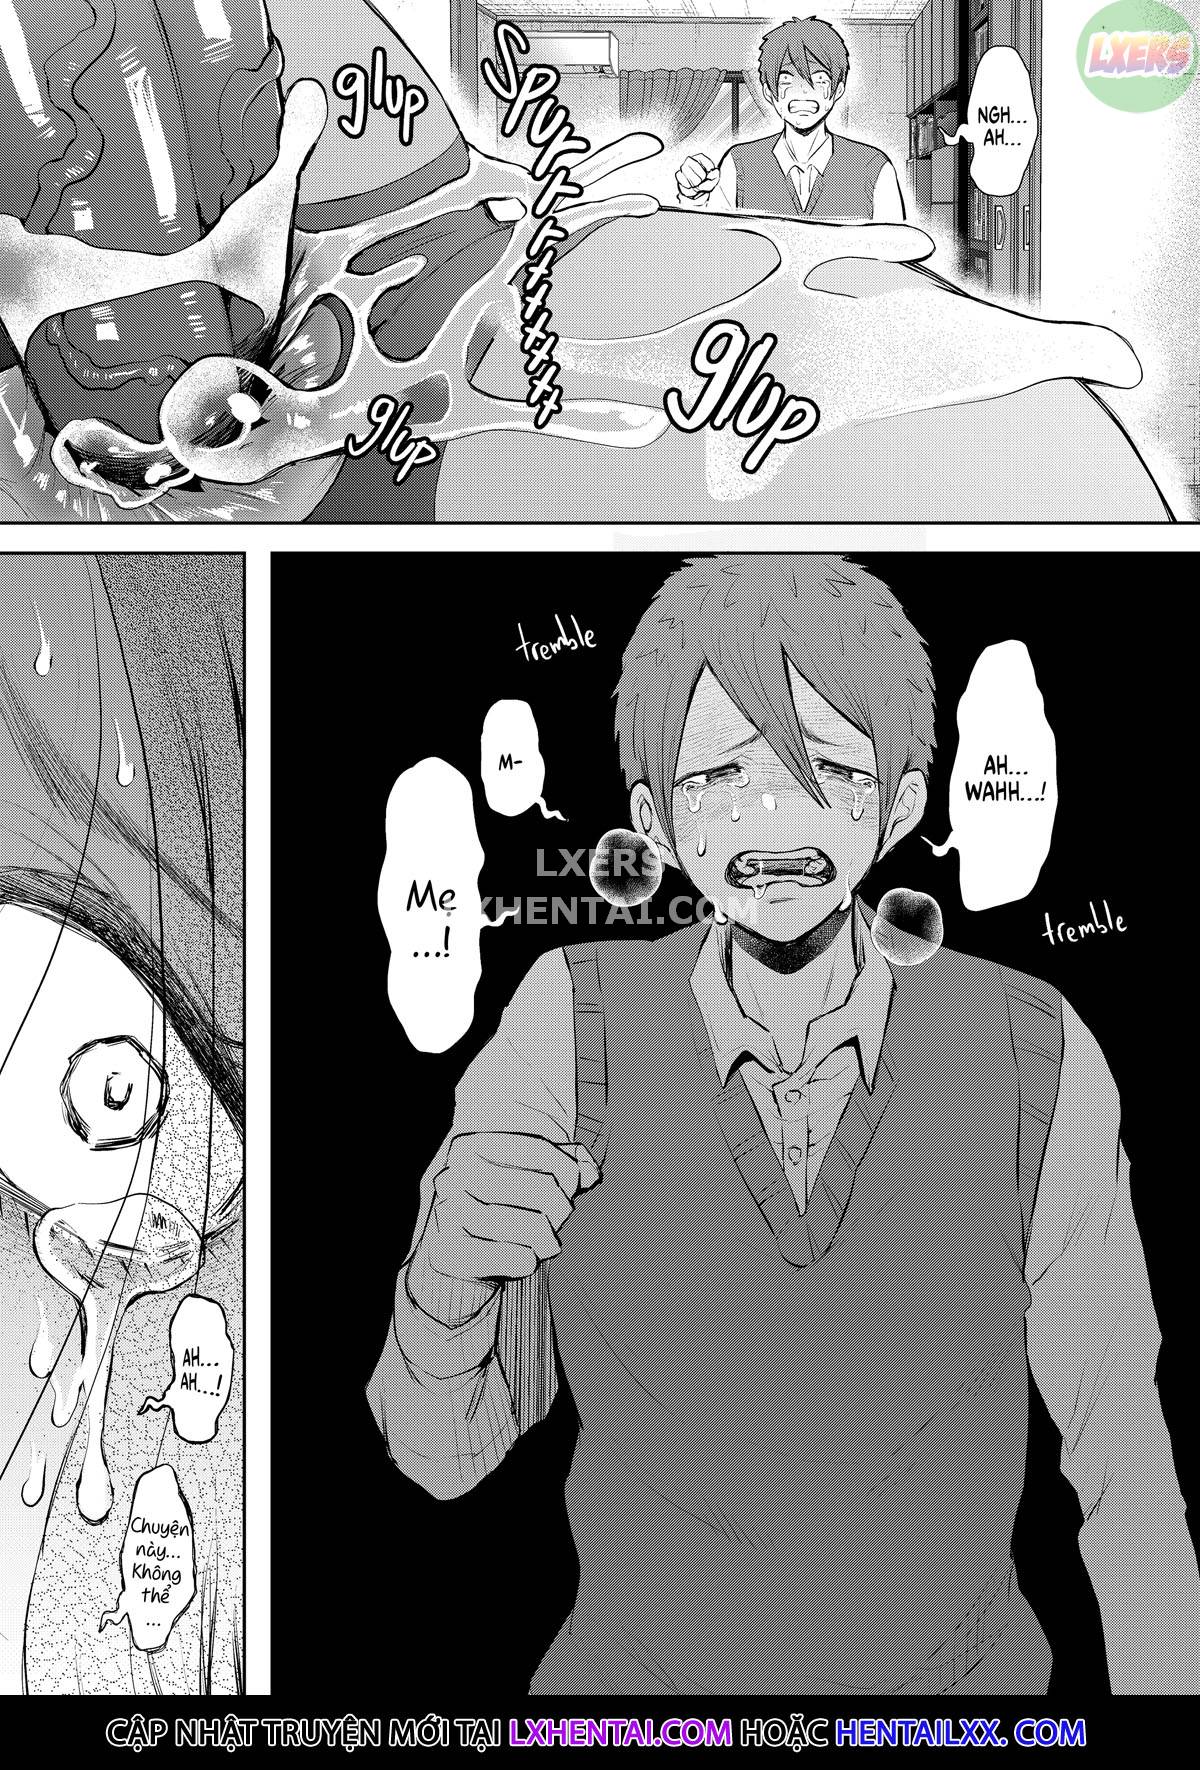 LXERS
NGH...
AH...
glup
Spurrrr
glup
glup
tremble
AH...
WAHH...!
M-
Mẹ
...!
tremble
LXERS
LXHENTAI.COM
AH...
AH...!
Chuyện
này...
Không
thể
...
CẬP NHẬT TRUYỆN MỚI TẠI LXHENTAI.COM HOẶC HENTAILXX. COM